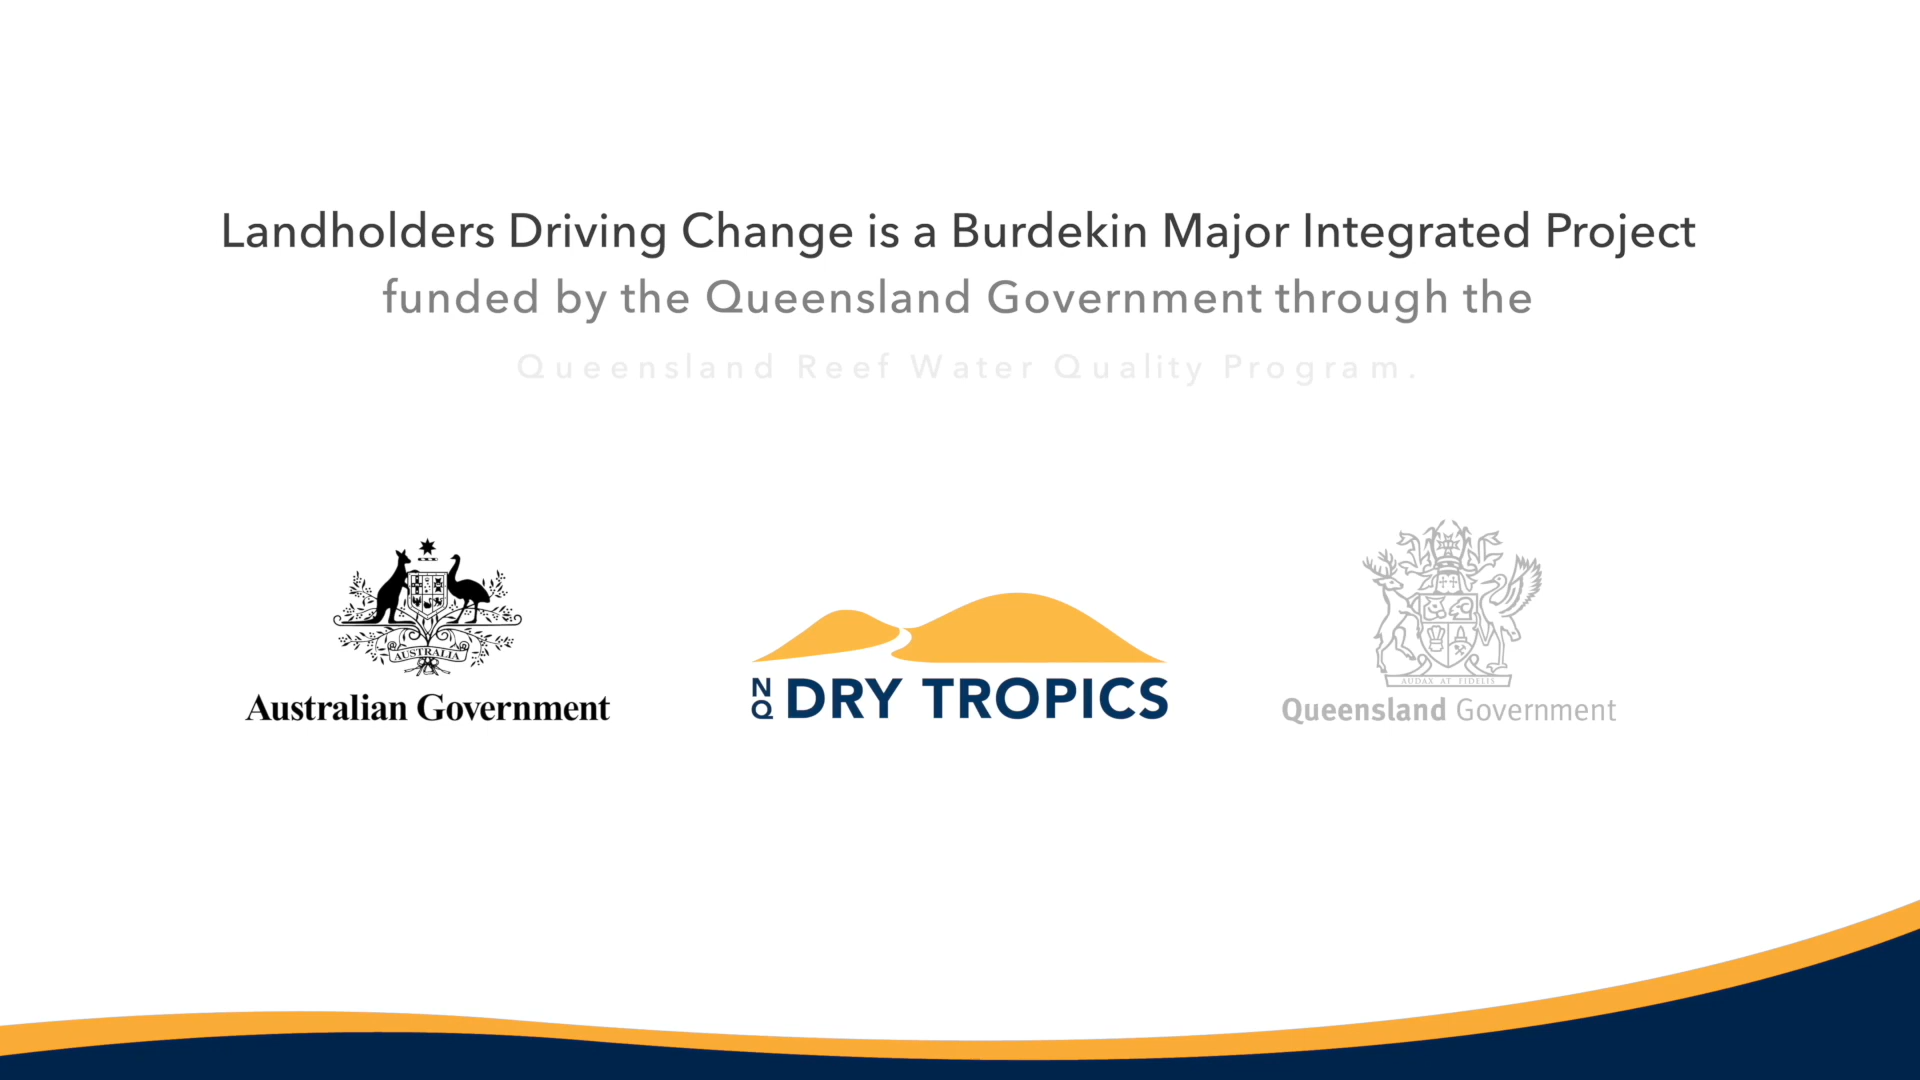 Landholders Driving Change is a Burdekin Major Integrated Project
funded by the Queensland Government through the
Queensland Reef Water Quality Program.
AUSTRALIA
Australian Government
NQ DRY TROPICS
AUDAX AT FIDELIS
Queensland Government